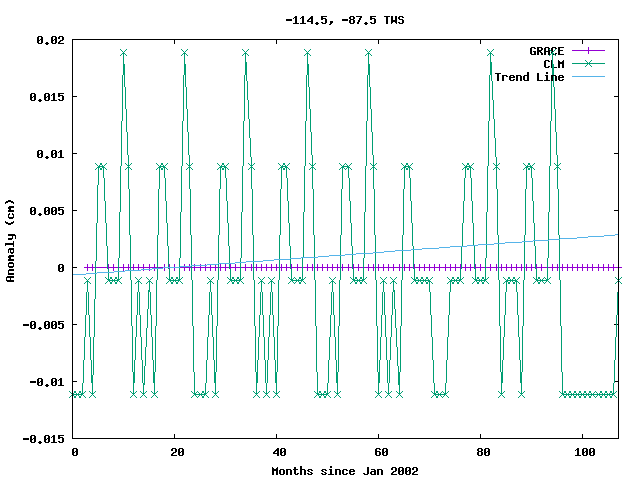 -114.5, -87.5 TWS
0.02
0.015
0.01
0.005
0
-0.005
-0.01
-0.015
Anomaly (cm)
GRACE
CLM
Trend Line
0 20 40 60 80 100
Months since Jan 2002